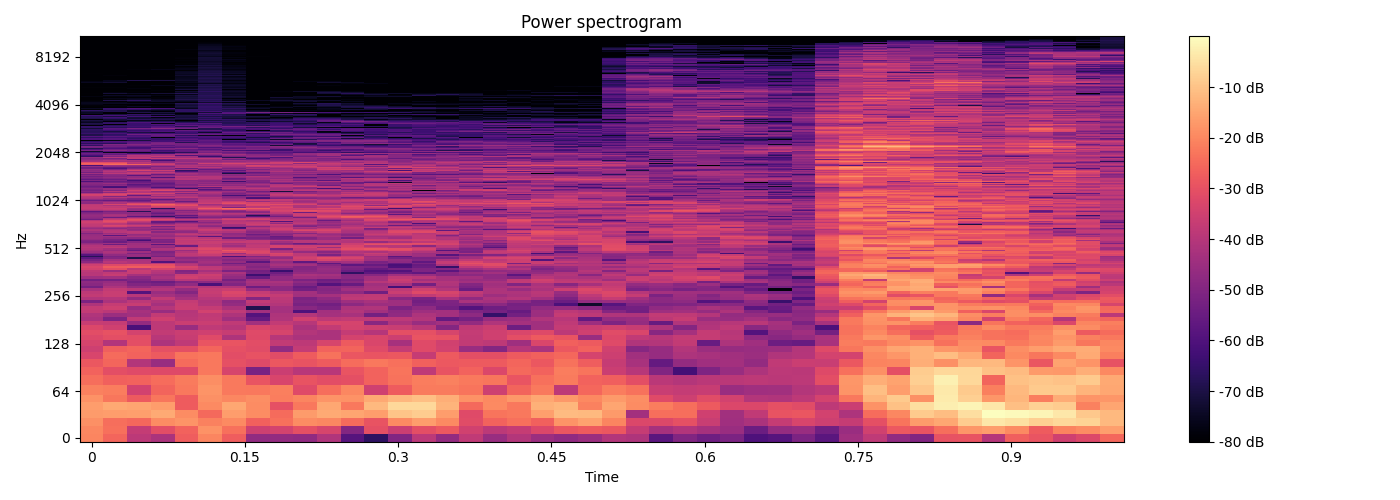 Power spectrogram
Hz
8192
4096
2048
1024
512
256
128
64
0
0 0.15 0.3 0.45 0.6 0.75 0.9
Time
-10 dB
-20 dB
-30 dB
-40 dB
-50 dB
-60 dB
-70 dB
-80 dB